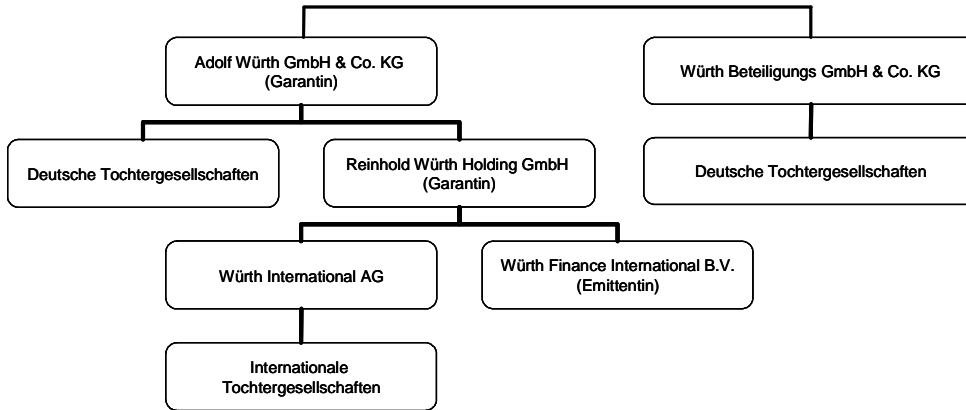 Adolf Würth GmbH & Co. KG
(Garantin)
Würth Beteiligungs GmbH & Co. KG
Deutsche Tochtergesellschaften
Reinhold Würth Holding GmbH
(Garantin)
Deutsche Tochtergesellschaften
Würth International AG
Würth Finance International B.V.
(Emittentin)
Internationale
Tochtergesellschaften